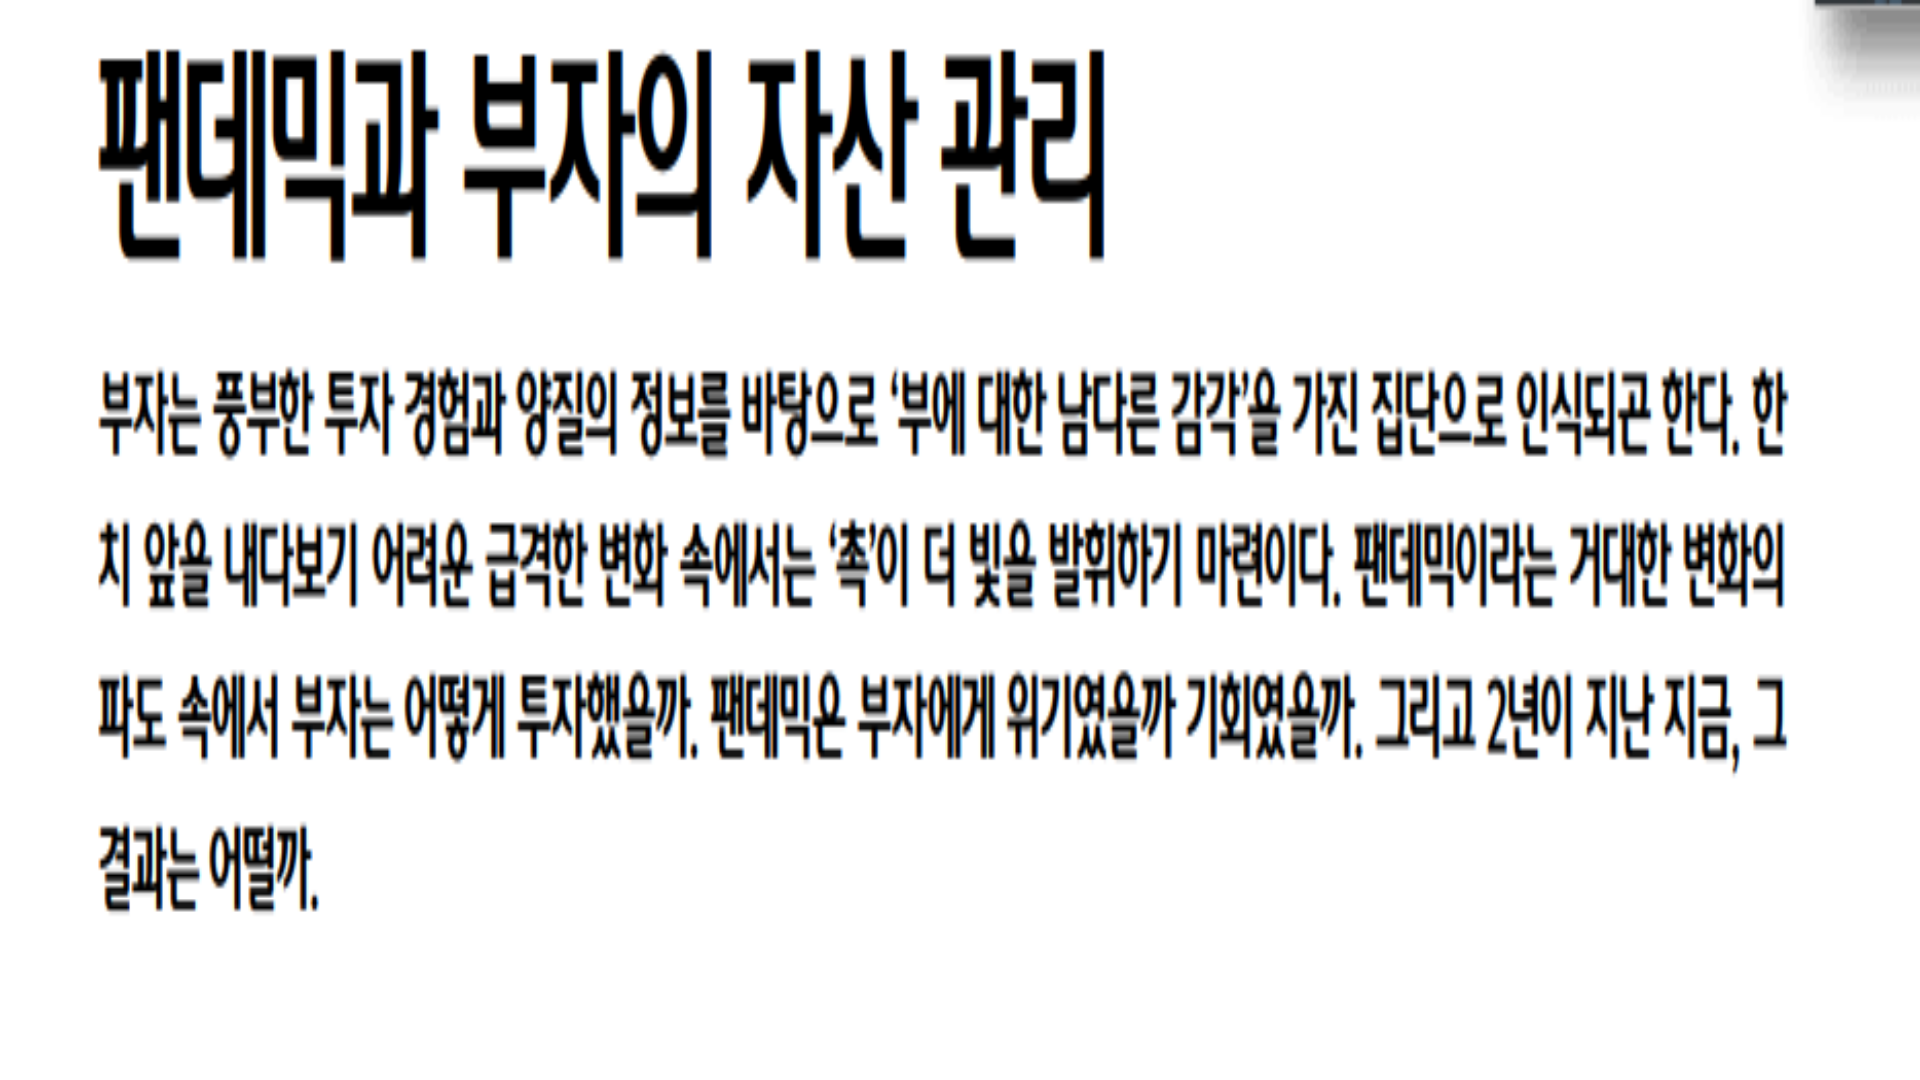 팬데믹과 부자의 자산 관리
부자는 풍부한 투자 경험과 양질의 정보를 바탕으로 ‘부에 대한 남다른 감각’을 가진 집단으로 인식되곤 한다. 한
치 앞을 내다보기 어려운 급격한 변화 속에서는 ‘촉’이 더 빛을 발휘하기 마련이다. 팬데믹이라는 거대한 변화의
파도 속에서 부자는 어떻게 투자했을까. 팬데믹은 부자에게 위기였을까 기회였을까. 그리고 2년이 지난 지금, 그
결과는 어떨까.